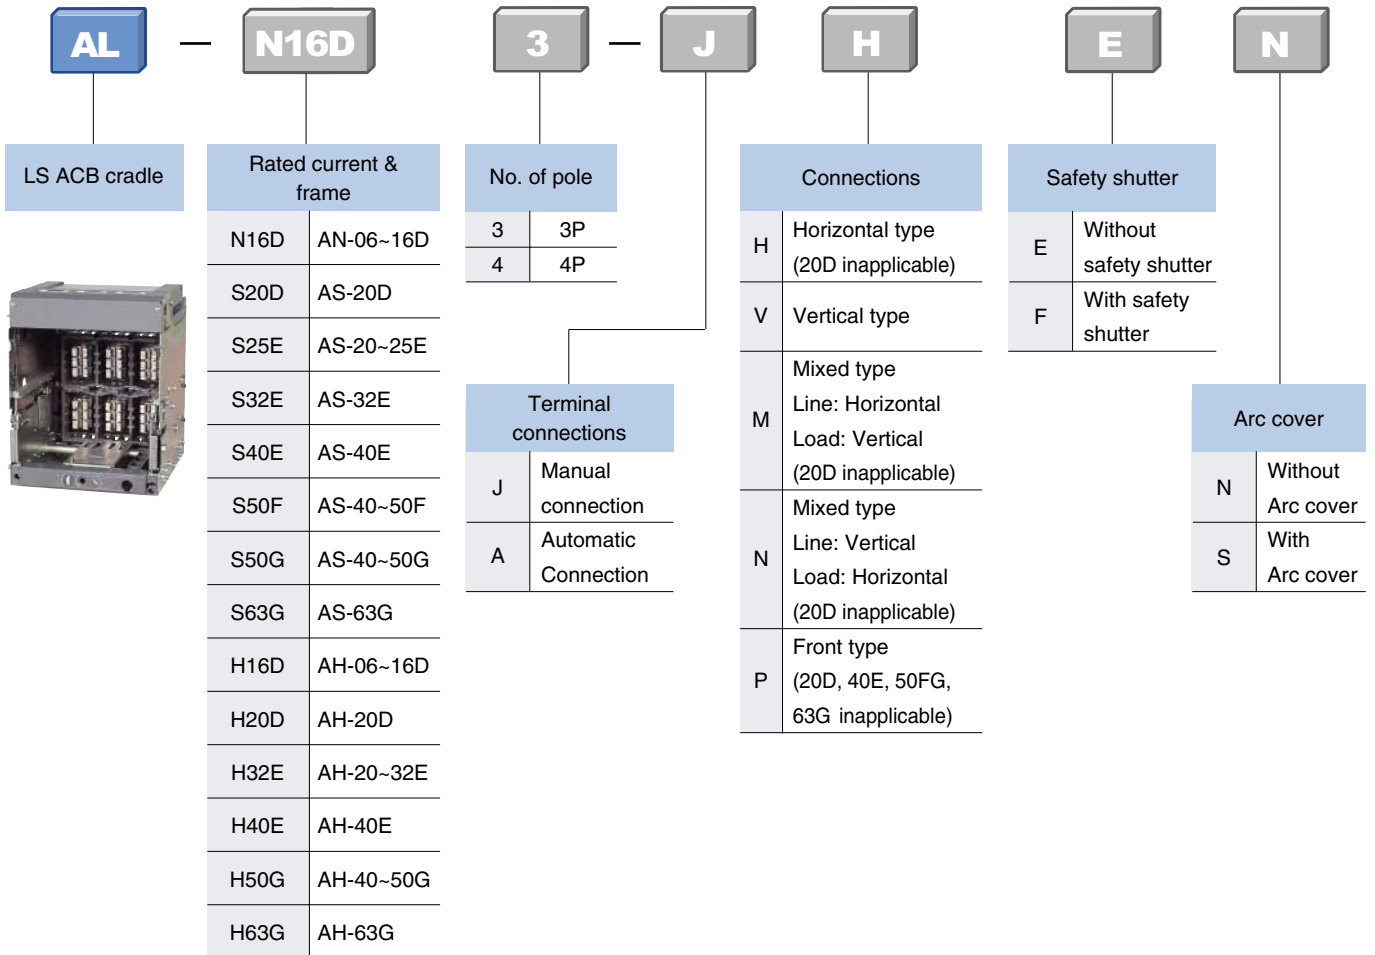 AL — N16D 3 — J H E N
LS ACB cradle
Rated current &
frame
N16D AN-06~16D
S20D AS-20D
S25E AS-20~25E
S32E AS-32E
S40E AS-40E
S50F AS-40~50F
S50G AS-40~50G
S63G AS-63G
H16D AH-06~16D
H20D AH-20D
H32E AH-20~32E
H40E AH-40E
H50G AH-40~50G
H63G AH-63G
No. of pole
3 3P
4 4P
Terminal
connections
J Manual
connection
A Automatic
Connection
Connections
H Horizontal type
(20D inapplicable)
V Vertical type
M Mixed type
Line: Horizontal
Load: Vertical
(20D inapplicable)
N Mixed type
Line: Vertical
Load: Horizontal
(20D inapplicable)
P Front type
(20D, 40E, 50FG,
63G inapplicable)
Safety shutter
E Without
safety shutter
F With safety
shutter
Arc cover
N Without
Arc cover
S With
Arc cover